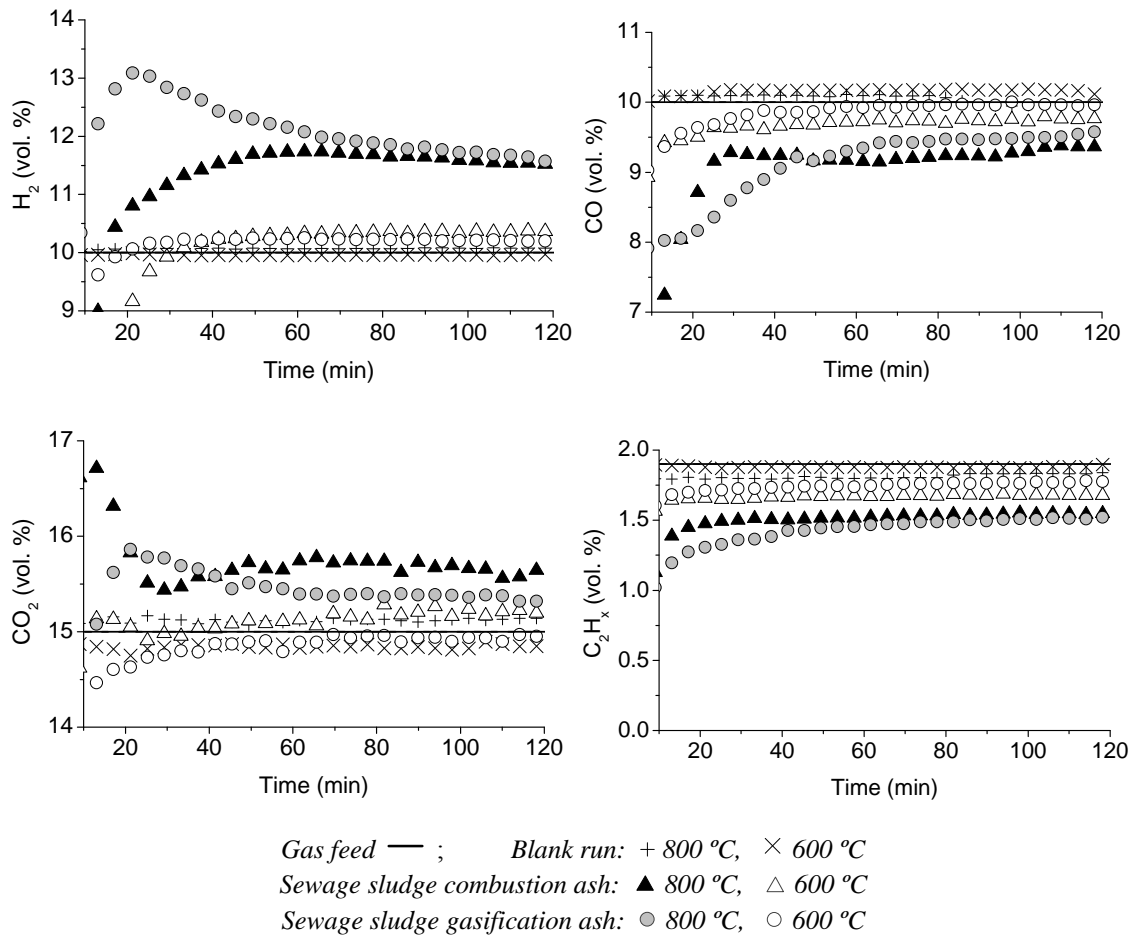 14
13
12
11
10
9
H2 (vol. %)
20 40 60 80 100 120
Time (min)
11
10
9
8
7
CO (vol. %)
20 40 60 80 100 120
Time (min)
17
16
15
14
CO2 (vol. %)
20 40 60 80 100 120
Time (min)
2.0
1.5
1.0
0.5
0.0
C2Hx (vol. %)
20 40 60 80 100 120
Time (min)
Gas feed ; Blank run: + 800 ºC, × 600 ºC
Sewage sludge combustion ash: ▲ 800 ºC, △ 600 ºC
Sewage sludge gasification ash: ● 800 ºC, ○ 600 ºC